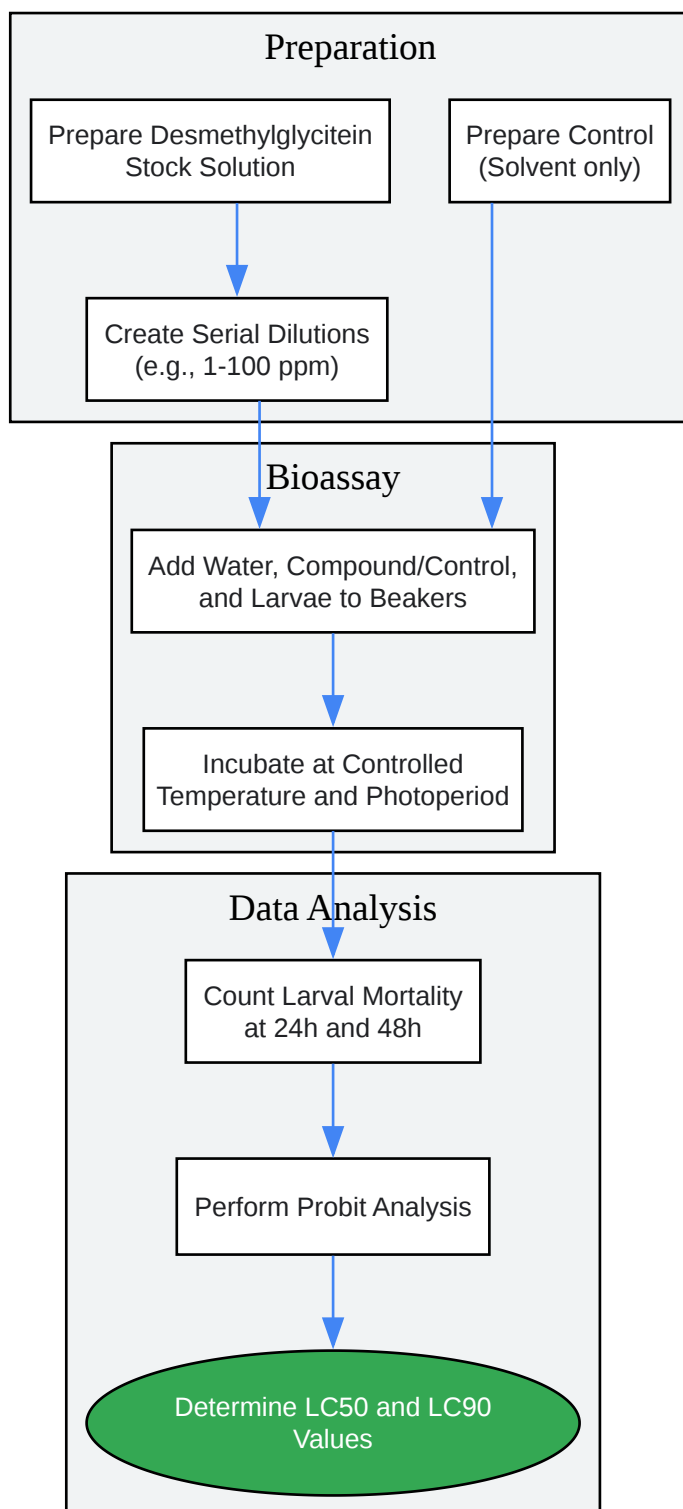 Preparation
Prepare Desmethylglycitein
Stock Solution
Prepare Control
(Solvent only)
Create Serial Dilutions
(e.g., 1-100 ppm)
Bioassay
Add Water, Compound/Control,
and Larvae to Beakers
Incubate at Controlled
Temperature and Photoperiod
Data Analysis
Count Larval Mortality
at 24h and 48h
Perform Probit Analysis
Determine LC50 and LC90
Values